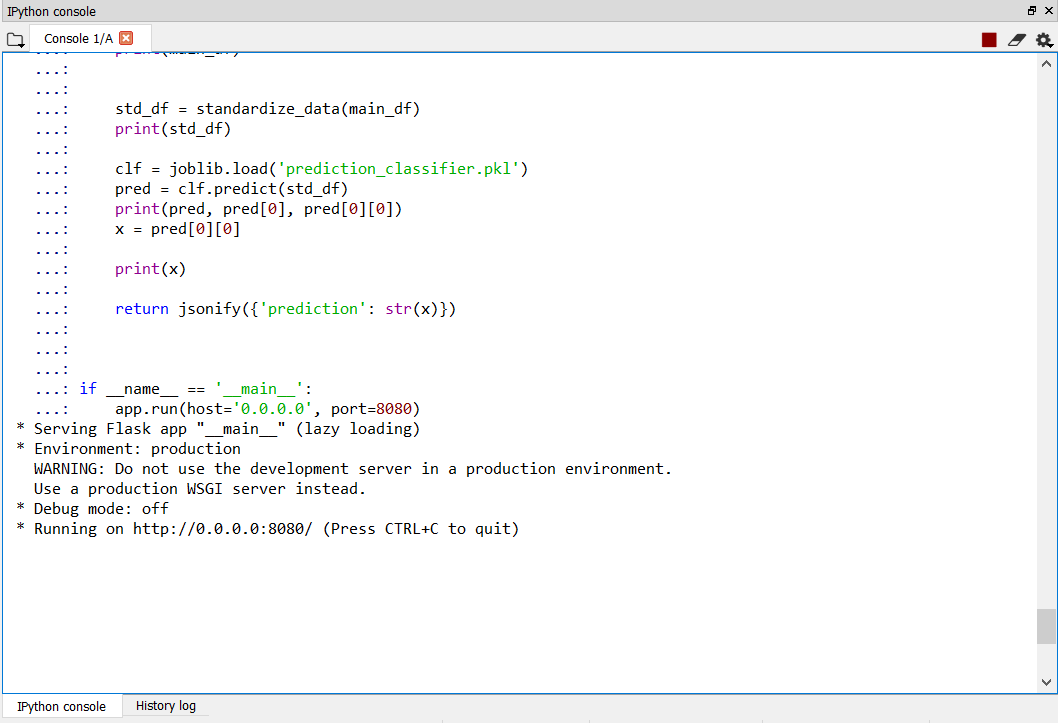 IPython console
Console 1/A
...:
...:
...:     std_df = standardize_data(main_df)
...:     print(std_df)
...:
...:     clf = joblib.load('prediction_classifier.pkl')
...:     pred = clf.predict(std_df)
...:     print(pred, pred[0], pred[0][0])
...:     x = pred[0][0]
...:
...:     print(x)
...:
...:     return jsonify({'prediction': str(x)})
...:
...:
...:
...: if __name__ == '__main__':
...:     app.run(host='0.0.0.0', port=8080)
* Serving Flask app "__main__" (lazy loading)
* Environment: production
WARNING: Do not use the development server in a production environment.
Use a production WSGI server instead.
* Debug mode: off
* Running on http://0.0.0.0:8080/ (Press CTRL+C to quit)
IPython console History log